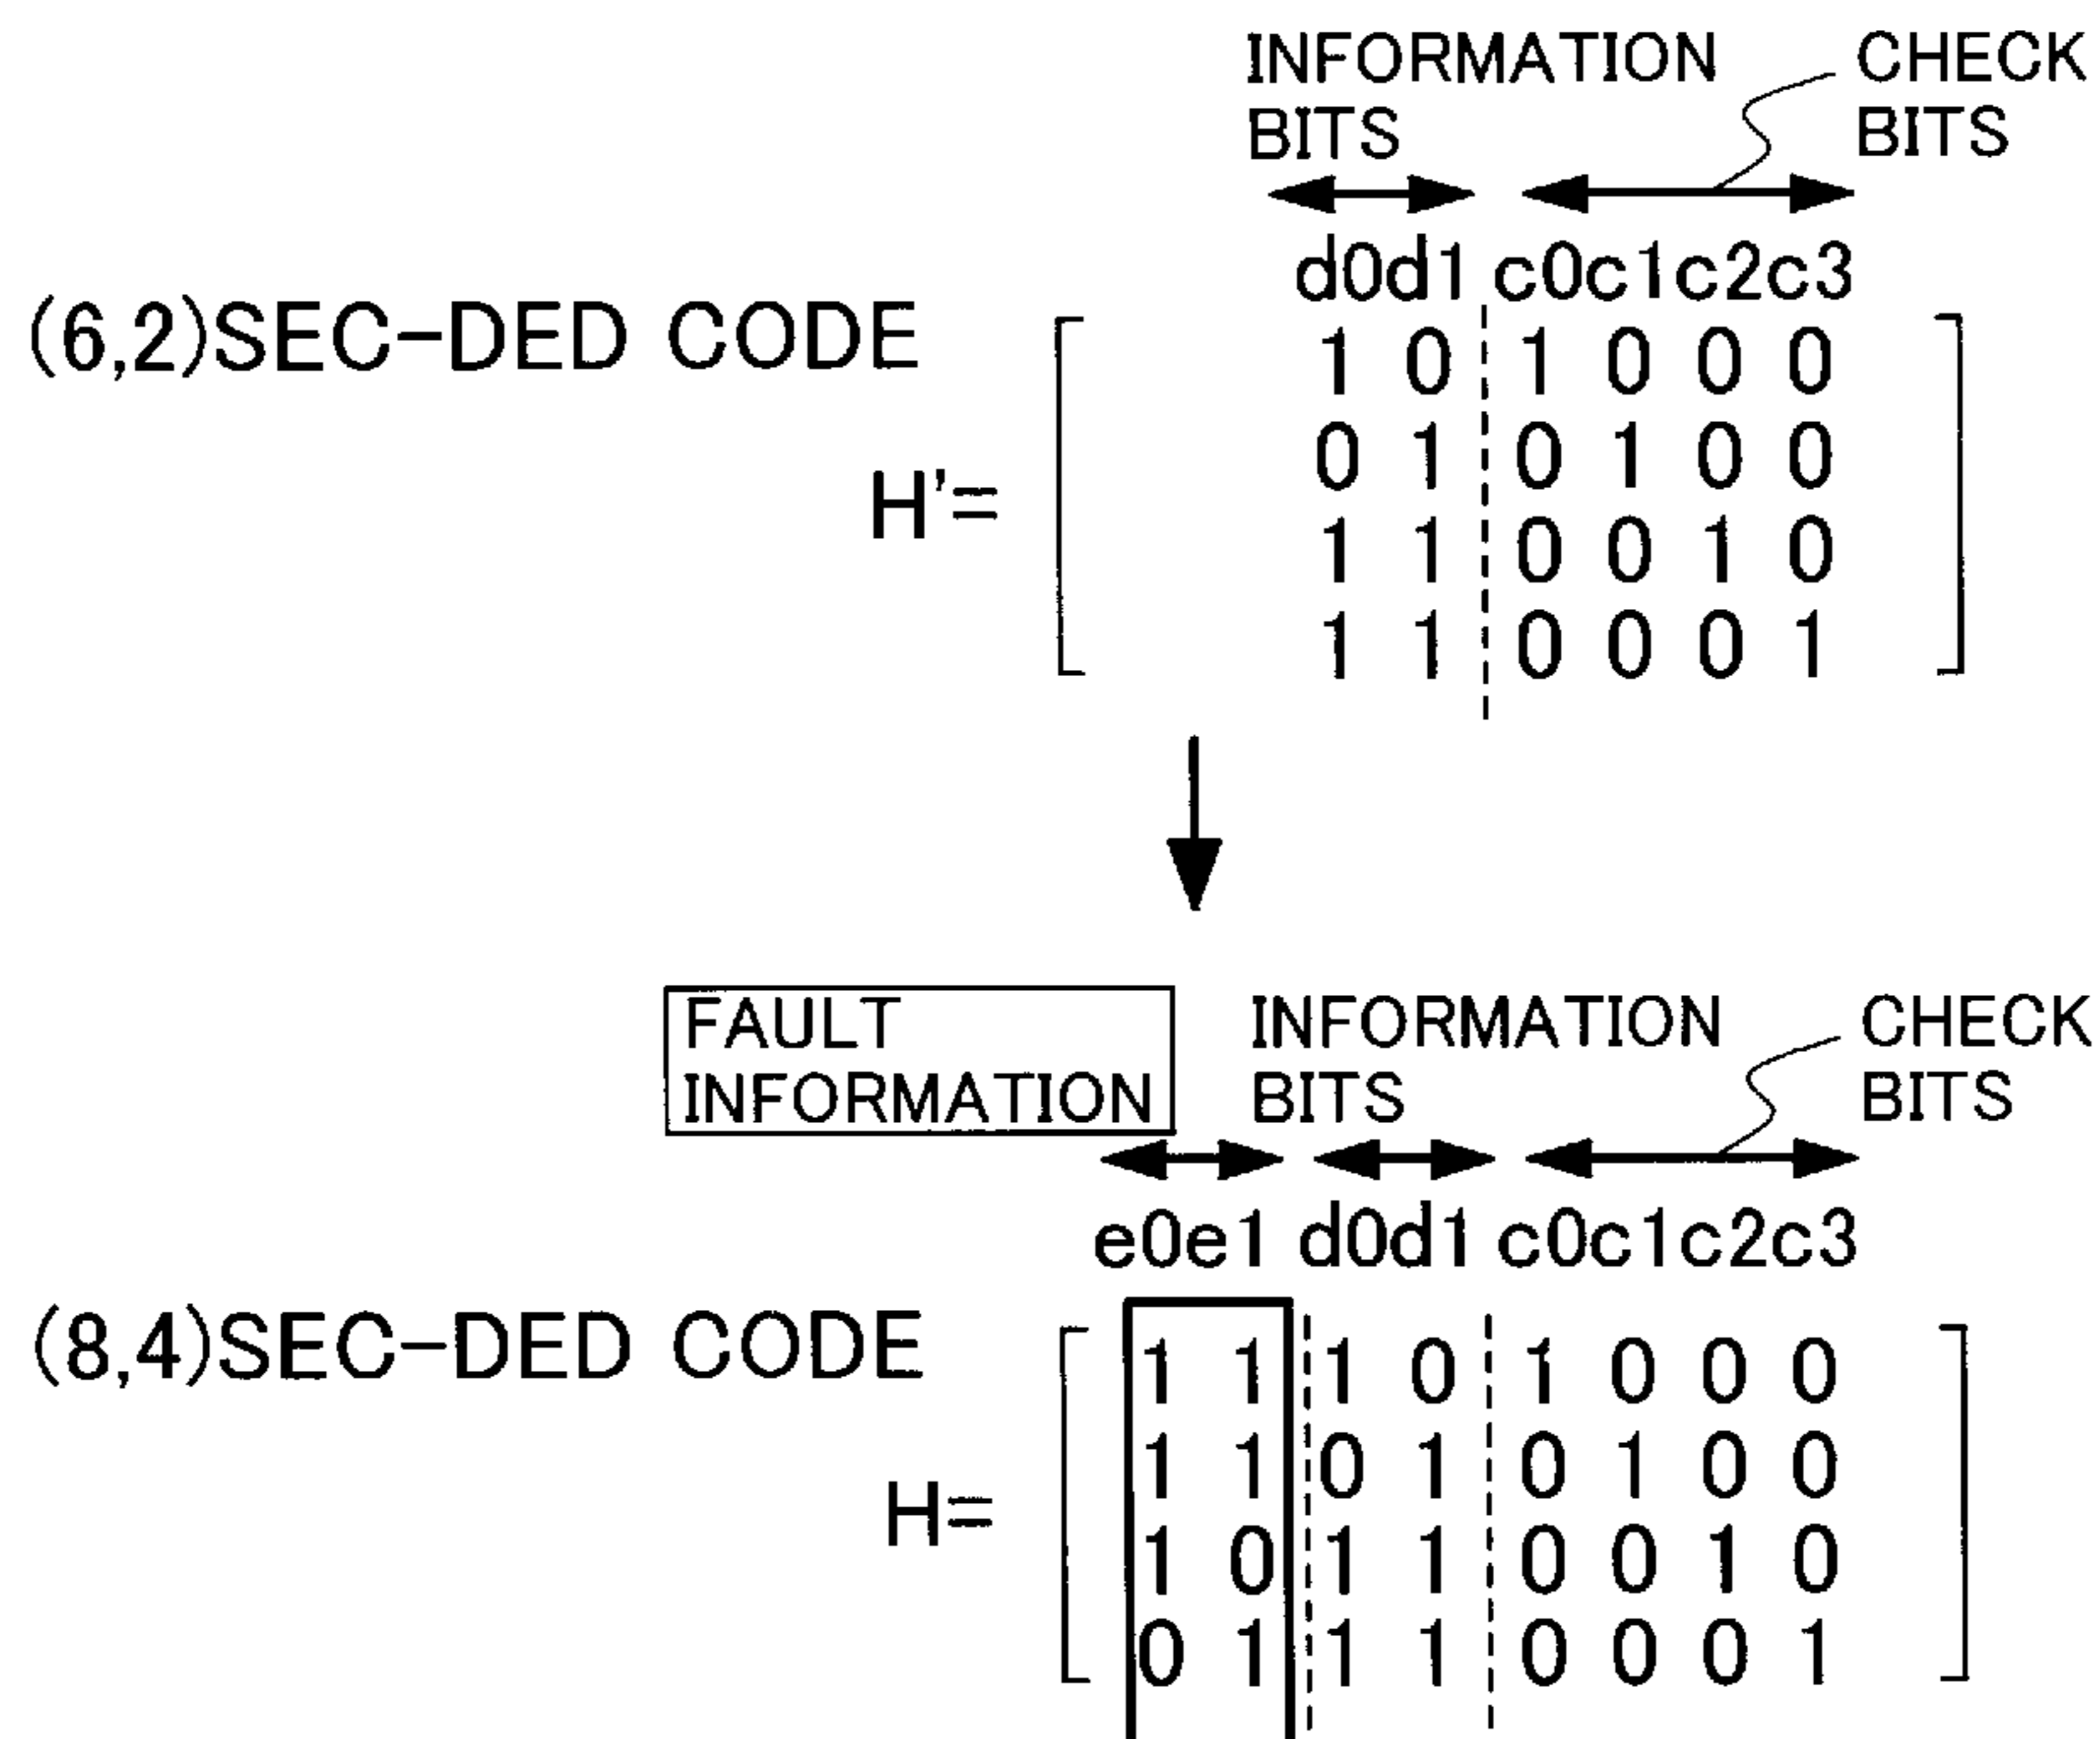 INFORMATION CHECK
BITS BITS
d0d1 c0c1c2c3
(6,2)SEC-DED CODE
1 0 1 0 0 0
0 1 0 1 0 0
H'=
1 1 0 0 1 0
1 1 0 0 0 1
FAULT INFORMATION CHECK
INFORMATION BITS BITS
e0e1 d0d1 c0c1c2c3
(8,4)SEC-DED CODE
1 1 1 0 1 0 0 0
1 1 0 1 0 1 0 0
H=
1 0 1 1 0 0 1 0
0 1 1 1 0 0 0 1